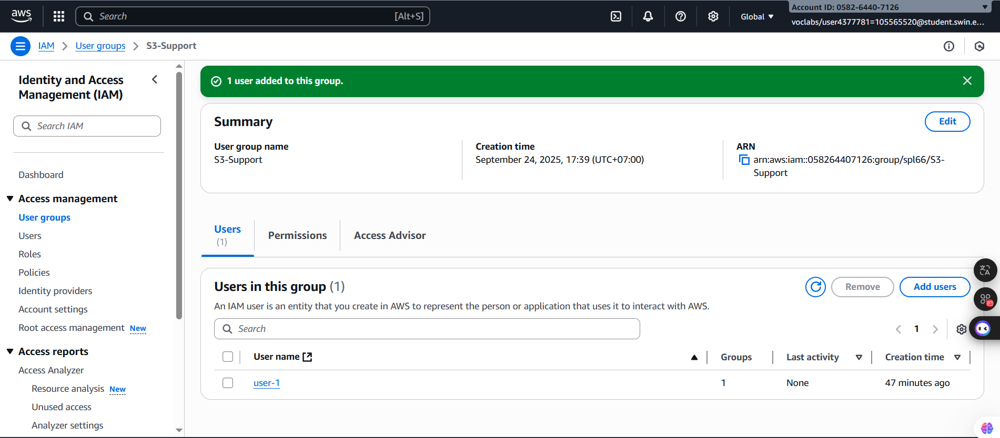 aws
Search
[Alt+S]
Global
Account ID: 0582-6440-7126
voclabs/user4377781=105565520@student.swin.e...
IAM
User groups
S3-Support
Identity and Access
Management (IAM)
Search IAM
Dashboard
Access management
User groups
Users
Roles
Policies
Identity providers
Account settings
Root access management New
Access reports
Access Analyzer
Resource analysis New
Unused access
Analyzer settings
1 user added to this group.
Summary
Edit
User group name
S3-Support
Creation time
September 24, 2025, 17:39 (UTC+07:00)
ARN
arn:aws:iam::058264407126:group/spl66/S3-
Support
Users
(1)
Permissions
Access Advisor
Users in this group (1)
Remove
Add users
An IAM user is an entity that you create in AWS to represent the person or application that uses it to interact with AWS.
Search
1
User name
Groups
Last activity
Creation time
user-1
1
None
47 minutes ago